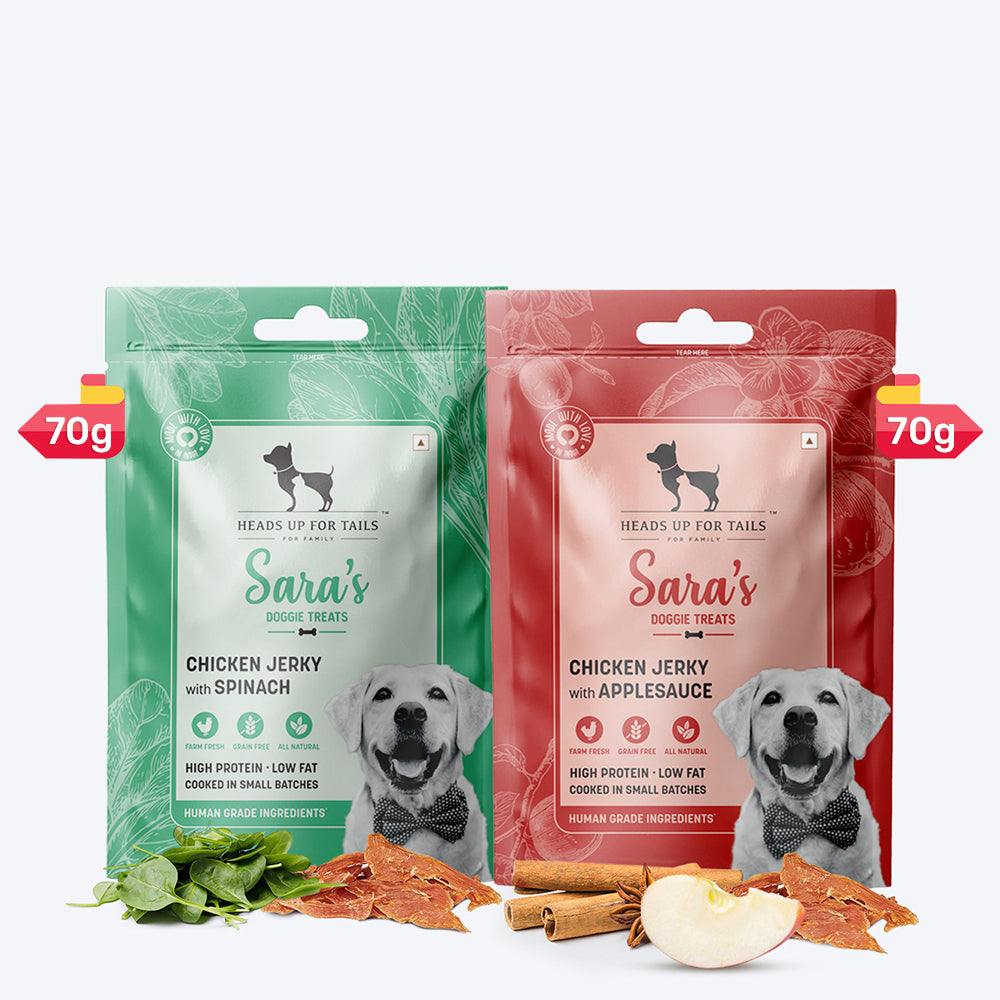 70g
TEAR HERE
MADE WITH LOVE
IN INDIA
HEADS UP FOR TAILS™
FOR FAMILY
Sara's
DOGGIE TREATS
CHICKEN JERKY
with SPINACH
FARM FRESH GRAIN FREE ALL NATURAL
HIGH PROTEIN · LOW FAT
COOKED IN SMALL BATCHES
HUMAN GRADE INGREDIENTS*
TEAR HERE
MADE WITH LOVE
IN INDIA
HEADS UP FOR TAILS™
FOR FAMILY
Sara's
DOGGIE TREATS
CHICKEN JERKY
with APPLESAUCE
FARM FRESH GRAIN FREE ALL NATURAL
HIGH PROTEIN · LOW FAT
COOKED IN SMALL BATCHES
HUMAN GRADE INGREDIENTS*
70g